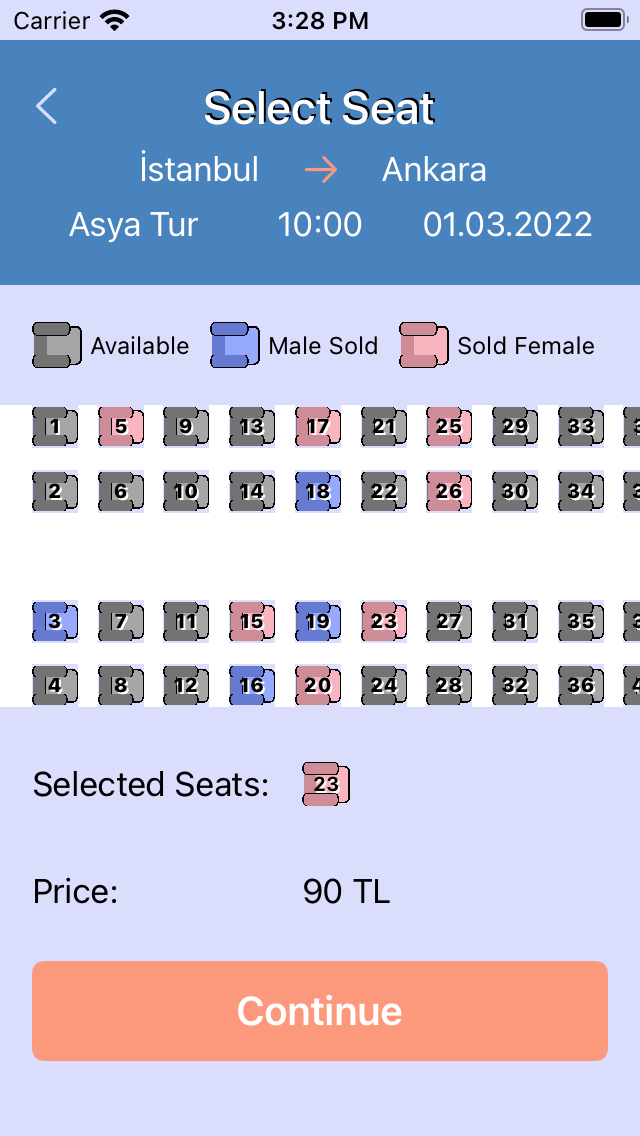 Carrier 3:28 PM
Select Seat
İstanbul → Ankara
Asya Tur 10:00 01.03.2022
Available Male Sold Sold Female
1 5 9 13 17 21 25 29 33
2 6 10 14 18 22 26 30 34
3 7 11 15 19 23 27 31 35
4 8 12 16 20 24 28 32 36
Selected Seats: 23
Price: 90 TL
Continue